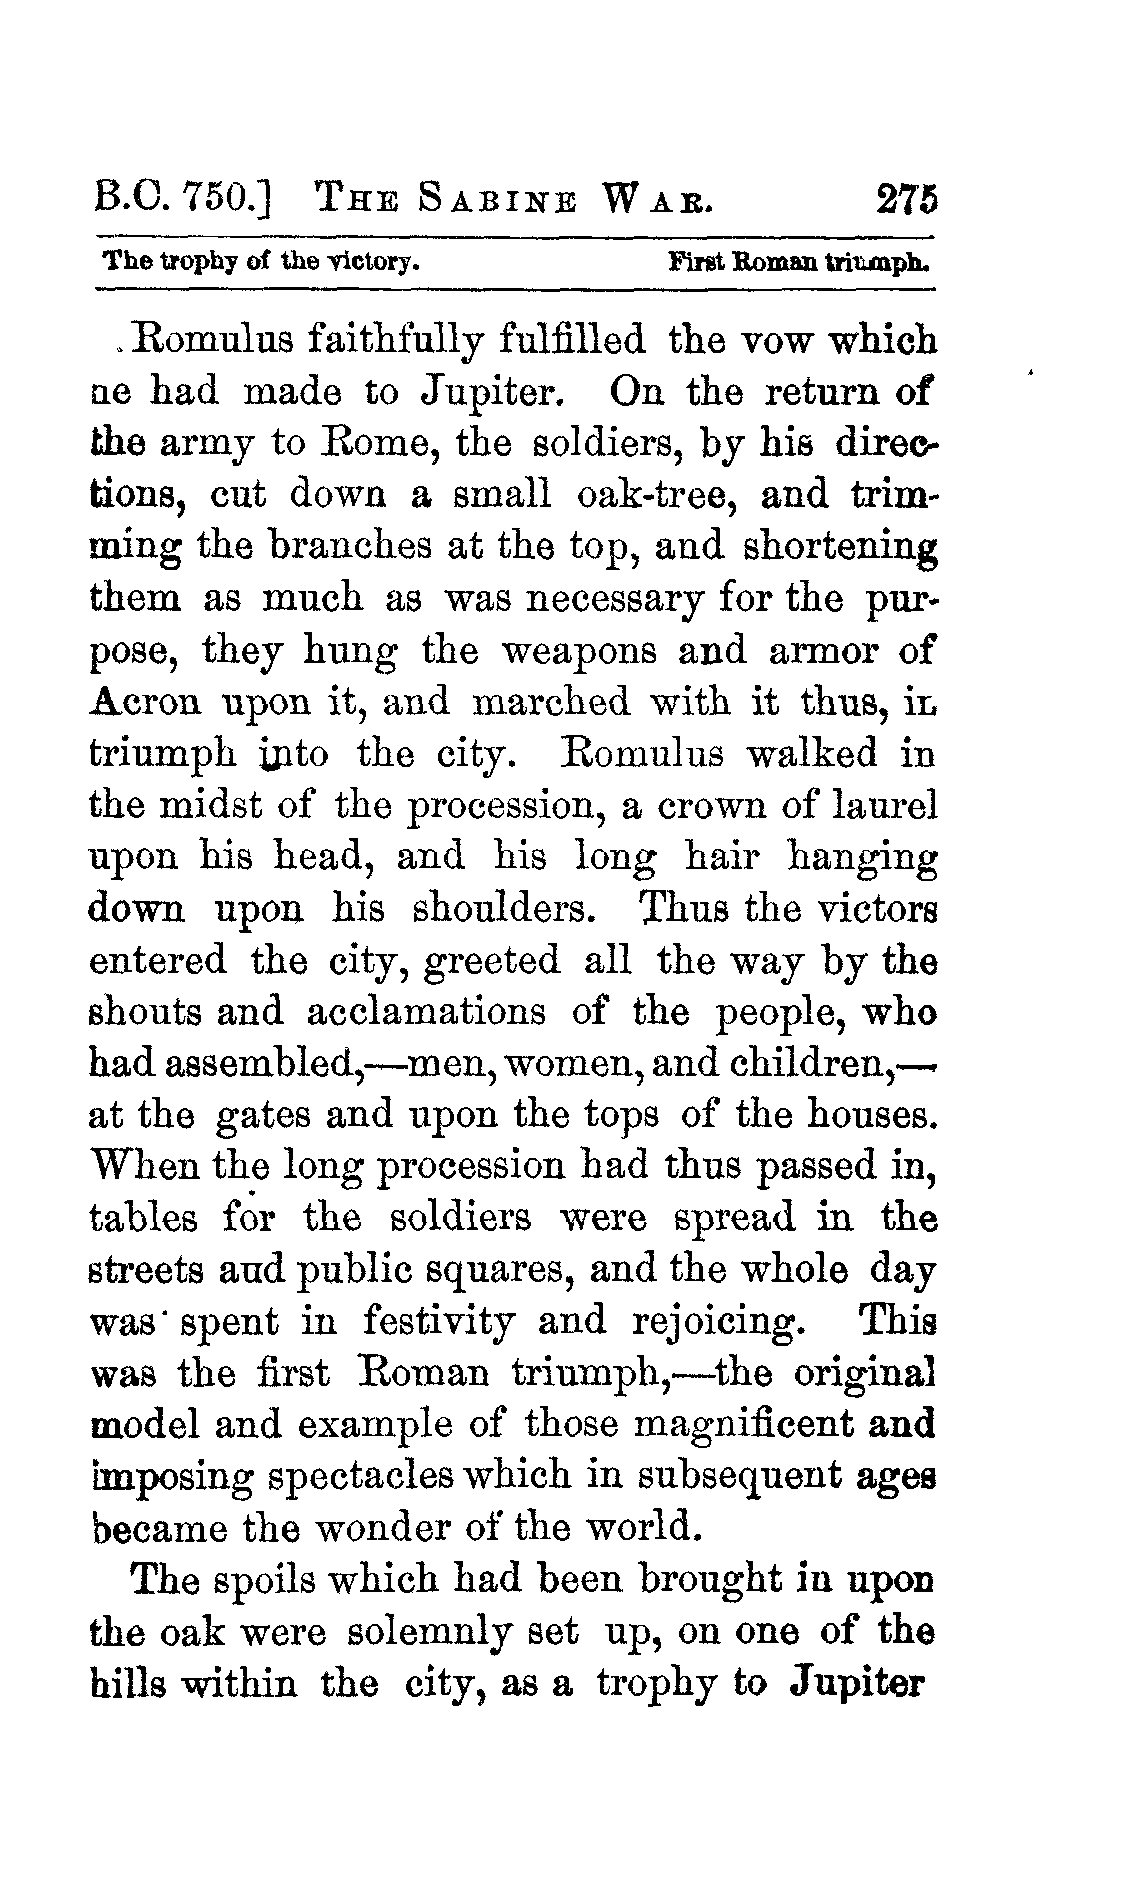 B.C. 750.] THE SABINE WAR. 275
The trophy of the victory. First Roman triumph.
Romulus faithfully fulfilled the vow which
he had made to Jupiter. On the return of
the army to Rome, the soldiers, by his direc-
tions, cut down a small oak-tree, and trim-
ming the branches at the top, and shortening
them as much as was necessary for the pur-
pose, they hung the weapons and armor of
Acron upon it, and marched with it thus, in
triumph into the city. Romulus walked in
the midst of the procession, a crown of laurel
upon his head, and his long hair hanging
down upon his shoulders. Thus the victors
entered the city, greeted all the way by the
shouts and acclamations of the people, who
had assembled,—men, women, and children,—
at the gates and upon the tops of the houses.
When the long procession had thus passed in,
tables for the soldiers were spread in the
streets and public squares, and the whole day
was spent in festivity and rejoicing. This
was the first Roman triumph,—the original
model and example of those magnificent and
imposing spectacles which in subsequent ages
became the wonder of the world.
The spoils which had been brought in upon
the oak were solemnly set up, on one of the
hills within the city, as a trophy to Jupiter